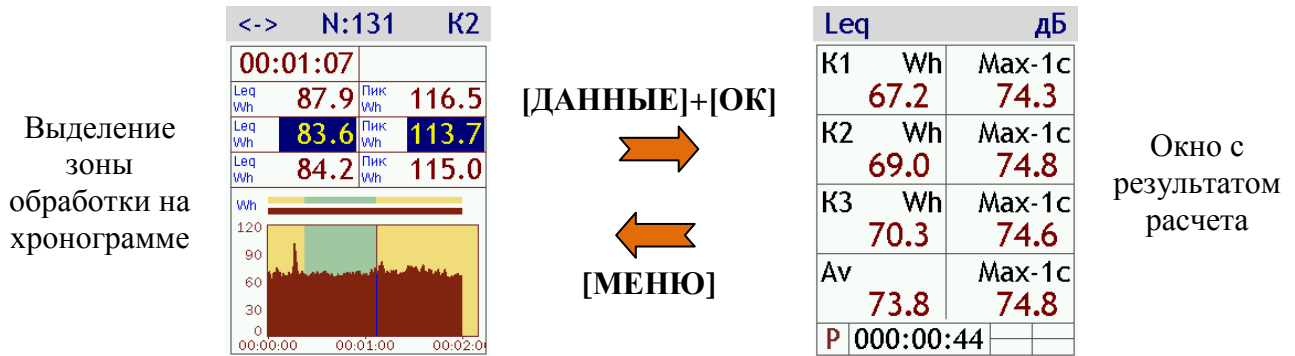 Выделение
зоны
обработки на
хронограмме
<-> N:131 К2
00:01:07
Leq Wh 87.9 Пик Wh 116.5
Leq Wh 83.6 Пик Wh 113.7
Leq Wh 84.2 Пик Wh 115.0
Wh
120
90
60
30
0
00:00:00 00:01:00 00:02:0
[ДАННЫЕ]+[ОК]
[МЕНЮ]
Leq дБ
К1 Wh Max-1с
67.2 74.3
К2 Wh Max-1с
69.0 74.8
К3 Wh Max-1с
70.3 74.6
Av Max-1с
73.8 74.8
Р 000:00:44
Окно с
результатом
расчета